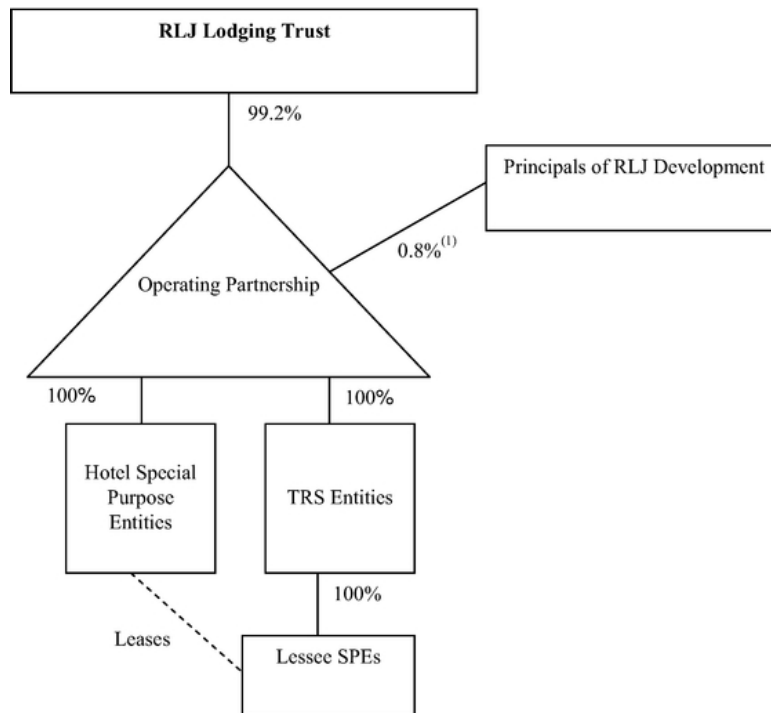 RLJ Lodging Trust
99.2%
Principals of RLJ Development
0.8%(1)
Operating Partnership
100%
100%
Hotel Special
Purpose
Entities
TRS Entities
100%
Leases
Lessee SPEs